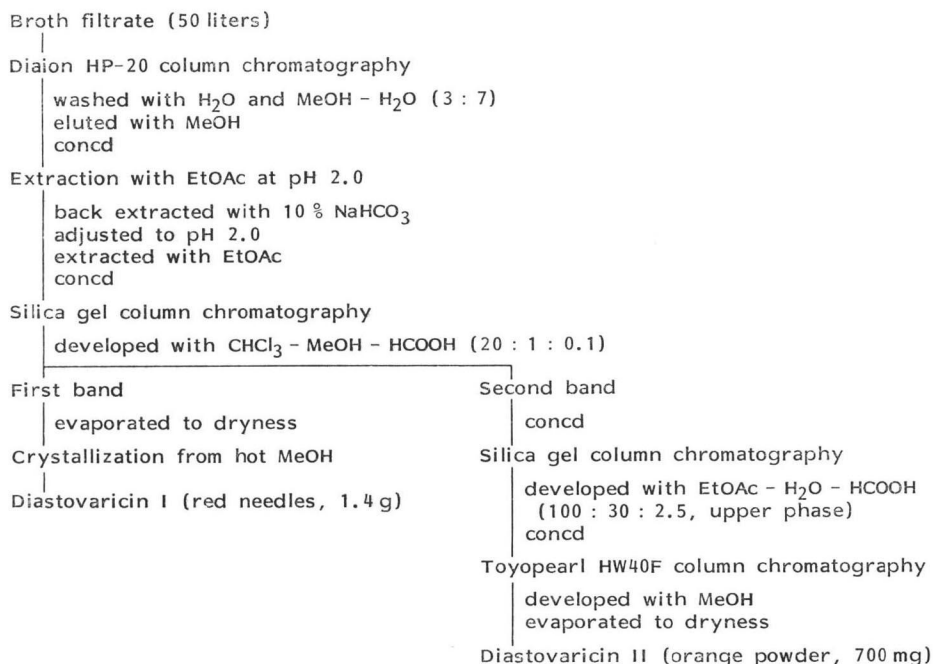 Broth filtrate (50 liters)
Diaion HP-20 column chromatography
washed with H₂O and MeOH - H₂O (3 : 7)
eluted with MeOH
concd
Extraction with EtOAc at pH 2.0
back extracted with 10 % NaHCO₃
adjusted to pH 2.0
extracted with EtOAc
concd
Silica gel column chromatography
developed with CHCl₃ - MeOH - HCOOH (20 : 1 : 0.1)
First band
evaporated to dryness
Crystallization from hot MeOH
Diastovaricin I (red needles, 1.4 g)
Second band
concd
Silica gel column chromatography
developed with EtOAc - H₂O - HCOOH
(100 : 30 : 2.5, upper phase)
concd
Toyopearl HW40F column chromatography
developed with MeOH
evaporated to dryness
Diastovaricin II (orange powder, 700 mg)